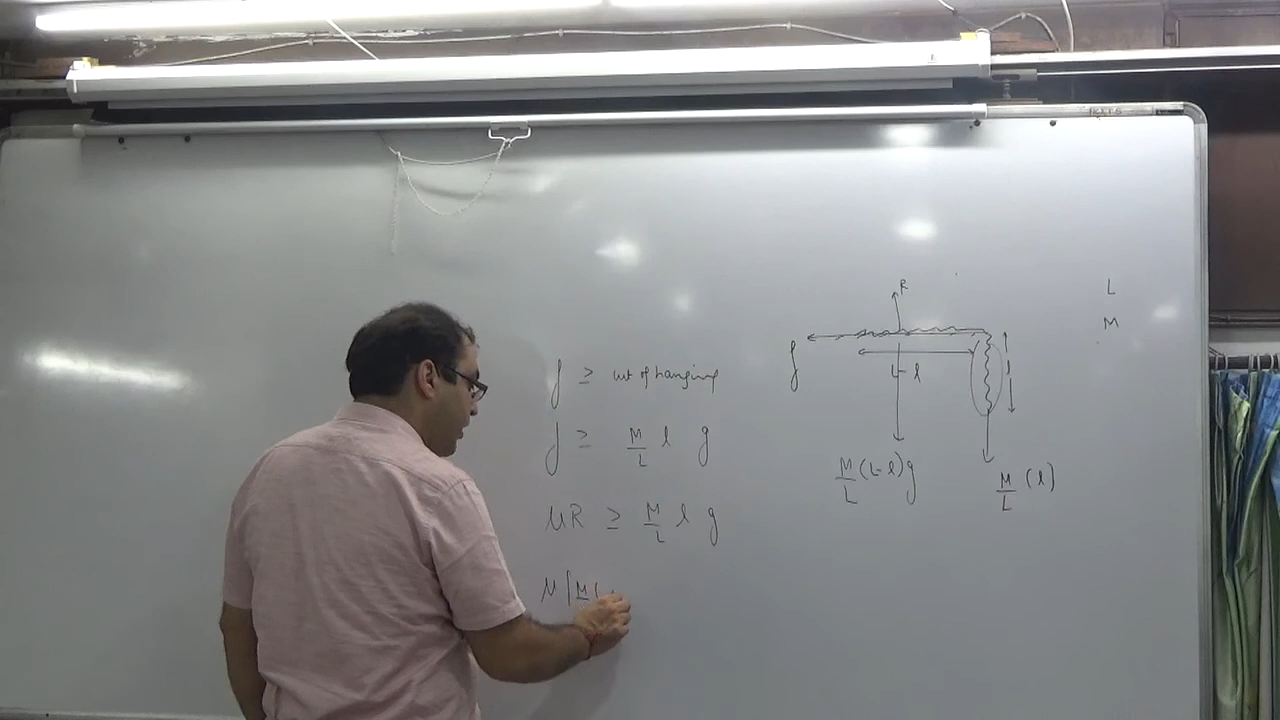 f ≥ wt of hanging
f ≥ M/L l g
μR ≥ M/L l g
μ [M (
R
f
L - l
l
M/L (L-l)g
M/L (l)
L
M